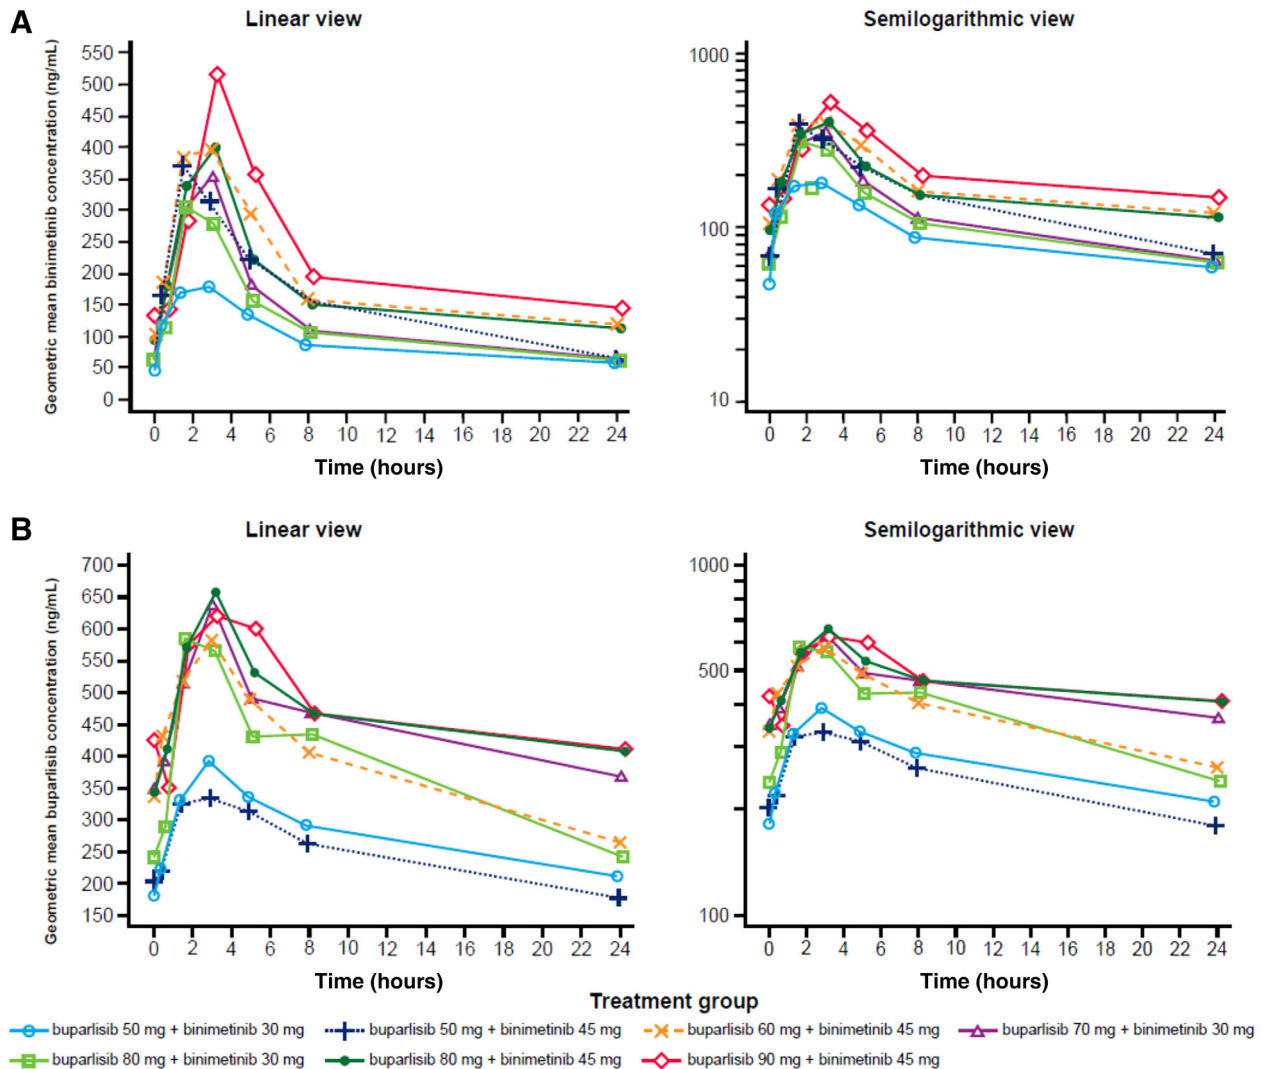 A
Linear view
Semilogarithmic view
Geometric mean binimetinib concentration (ng/mL)
550
500
450
400
350
300
250
200
150
100
50
0
0 2 4 6 8 10 12 14 16 18 20 22 24
Time (hours)
1000
100
10
0 2 4 6 8 10 12 14 16 18 20 22 24
Time (hours)
B
Linear view
Semilogarithmic view
Geometric mean buparlisib concentration (ng/mL)
700
650
600
550
500
450
400
350
300
250
200
150
0 2 4 6 8 10 12 14 16 18 20 22 24
Time (hours)
1000
500
100
0 2 4 6 8 10 12 14 16 18 20 22 24
Time (hours)
Treatment group
buparlisib 50 mg + binimetinib 30 mg
buparlisib 50 mg + binimetinib 45 mg
buparlisib 60 mg + binimetinib 45 mg
buparlisib 70 mg + binimetinib 30 mg
buparlisib 80 mg + binimetinib 30 mg
buparlisib 80 mg + binimetinib 45 mg
buparlisib 90 mg + binimetinib 45 mg